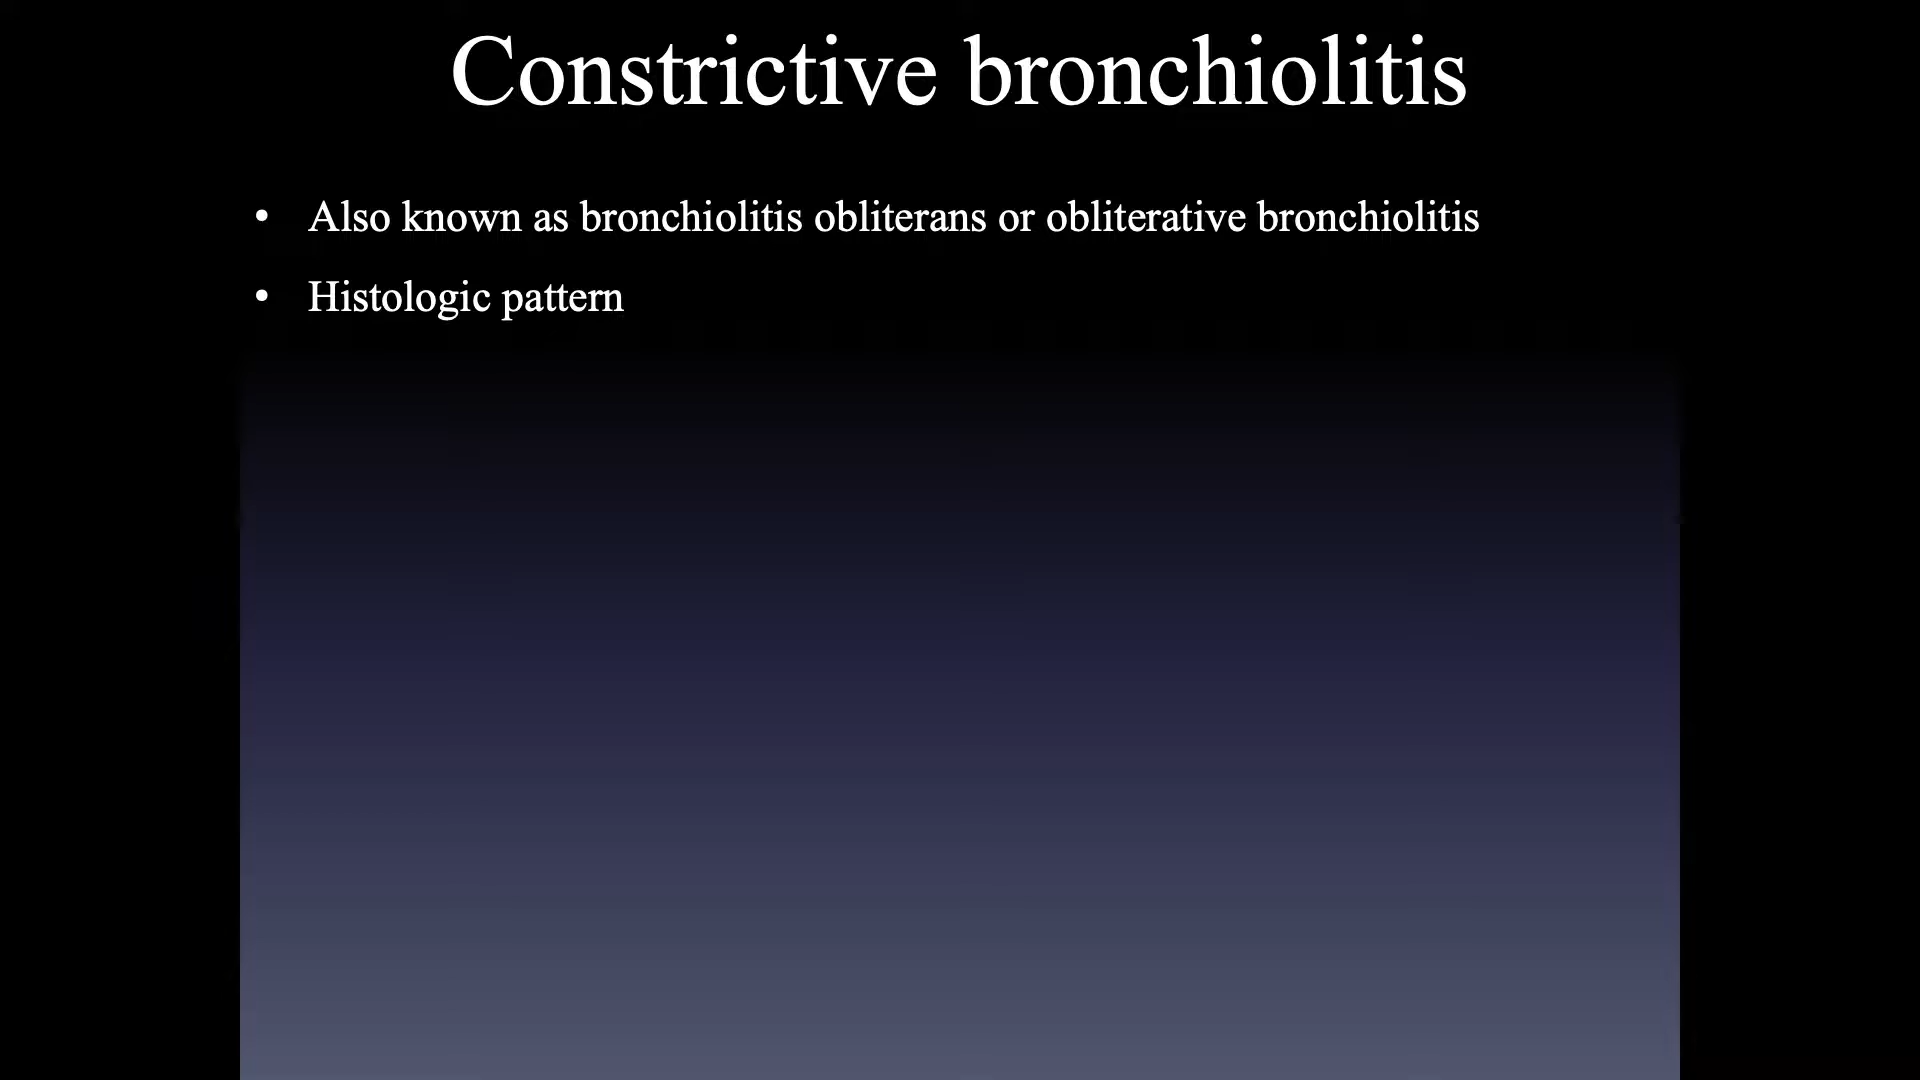 Constrictive bronchiolitis
• Also known as bronchiolitis obliterans or obliterative bronchiolitis
• Histologic pattern